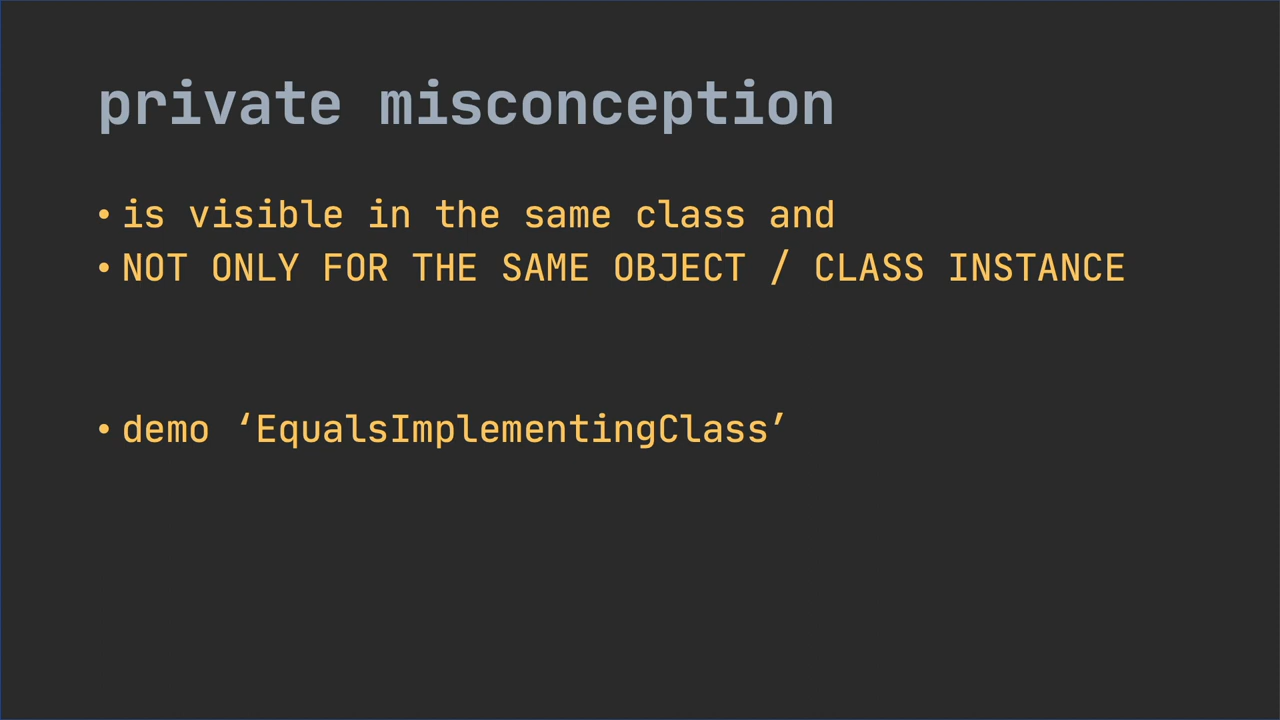 private misconception
• is visible in the same class and
• NOT ONLY FOR THE SAME OBJECT / CLASS INSTANCE
• demo ‘EqualsImplementingClass’